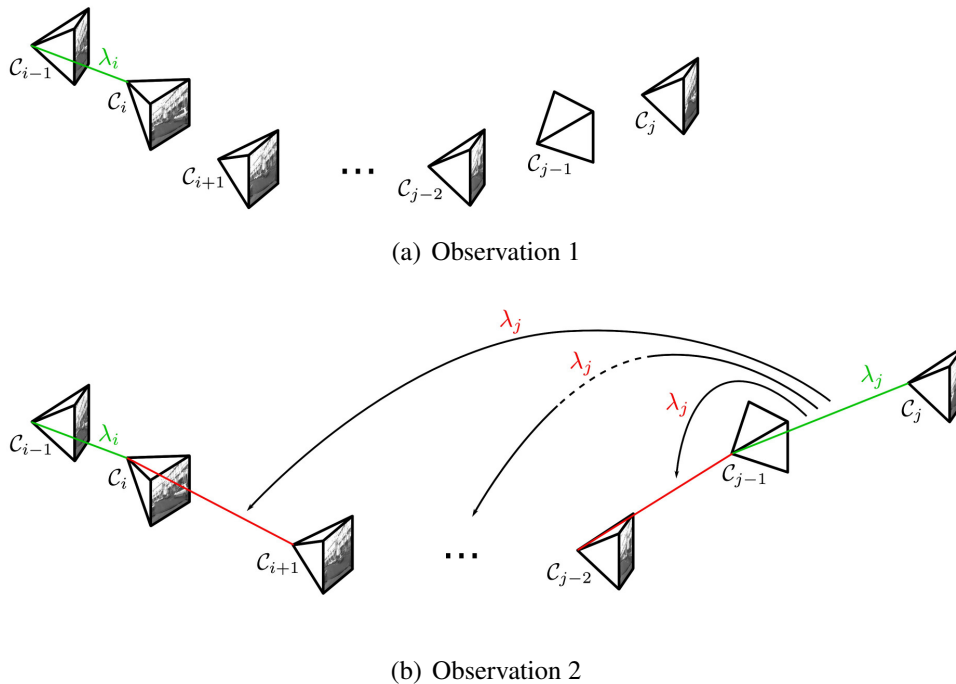 λ_i
C_{i−1}
C_i
C_{i+1}
...
C_{j−2}
C_{j−1}
C_j
(a) Observation 1
λ_j
λ_j
λ_j
λ_j
C_{i−1}
λ_i
C_i
C_{i+1}
...
C_{j−2}
C_{j−1}
C_j
(b) Observation 2